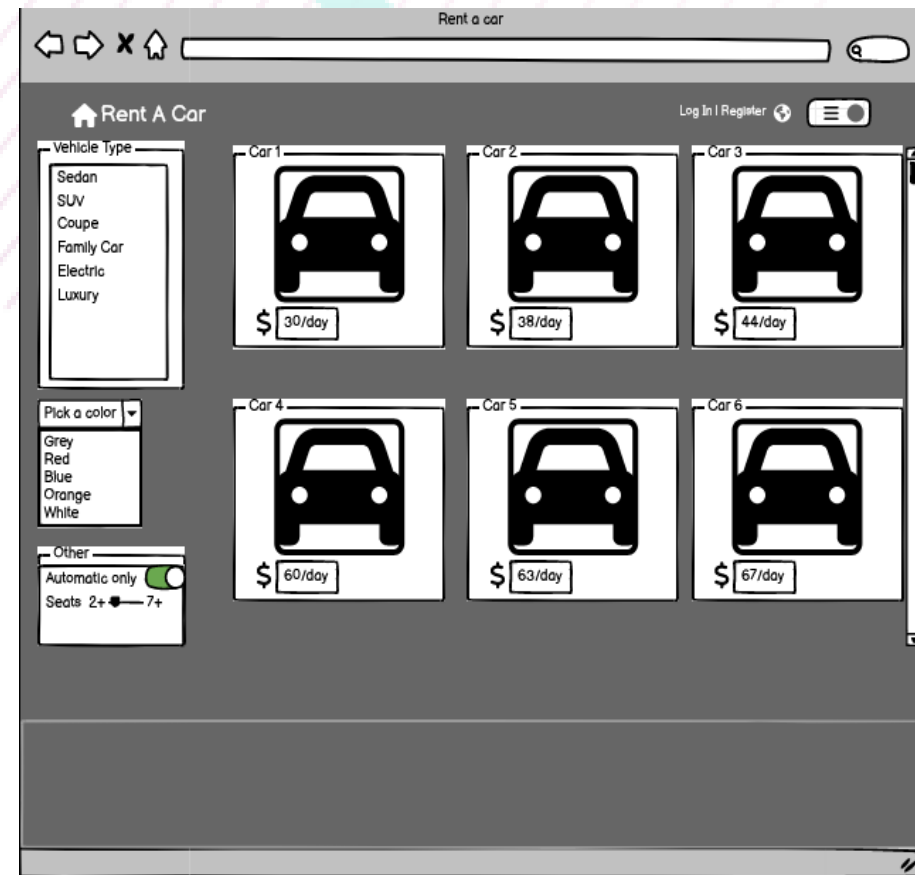 Rent a car
Rent A Car
Log In | Register
Vehicle Type
Sedan
SUV
Coupe
Family Car
Electric
Luxury
Pick a color
Grey
Red
Blue
Orange
White
Other
Automatic only
Seats 2+ 7+
Car 1
$ 30/day
Car 2
$ 38/day
Car 3
$ 44/day
Car 4
$ 60/day
Car 5
$ 63/day
Car 6
$ 67/day